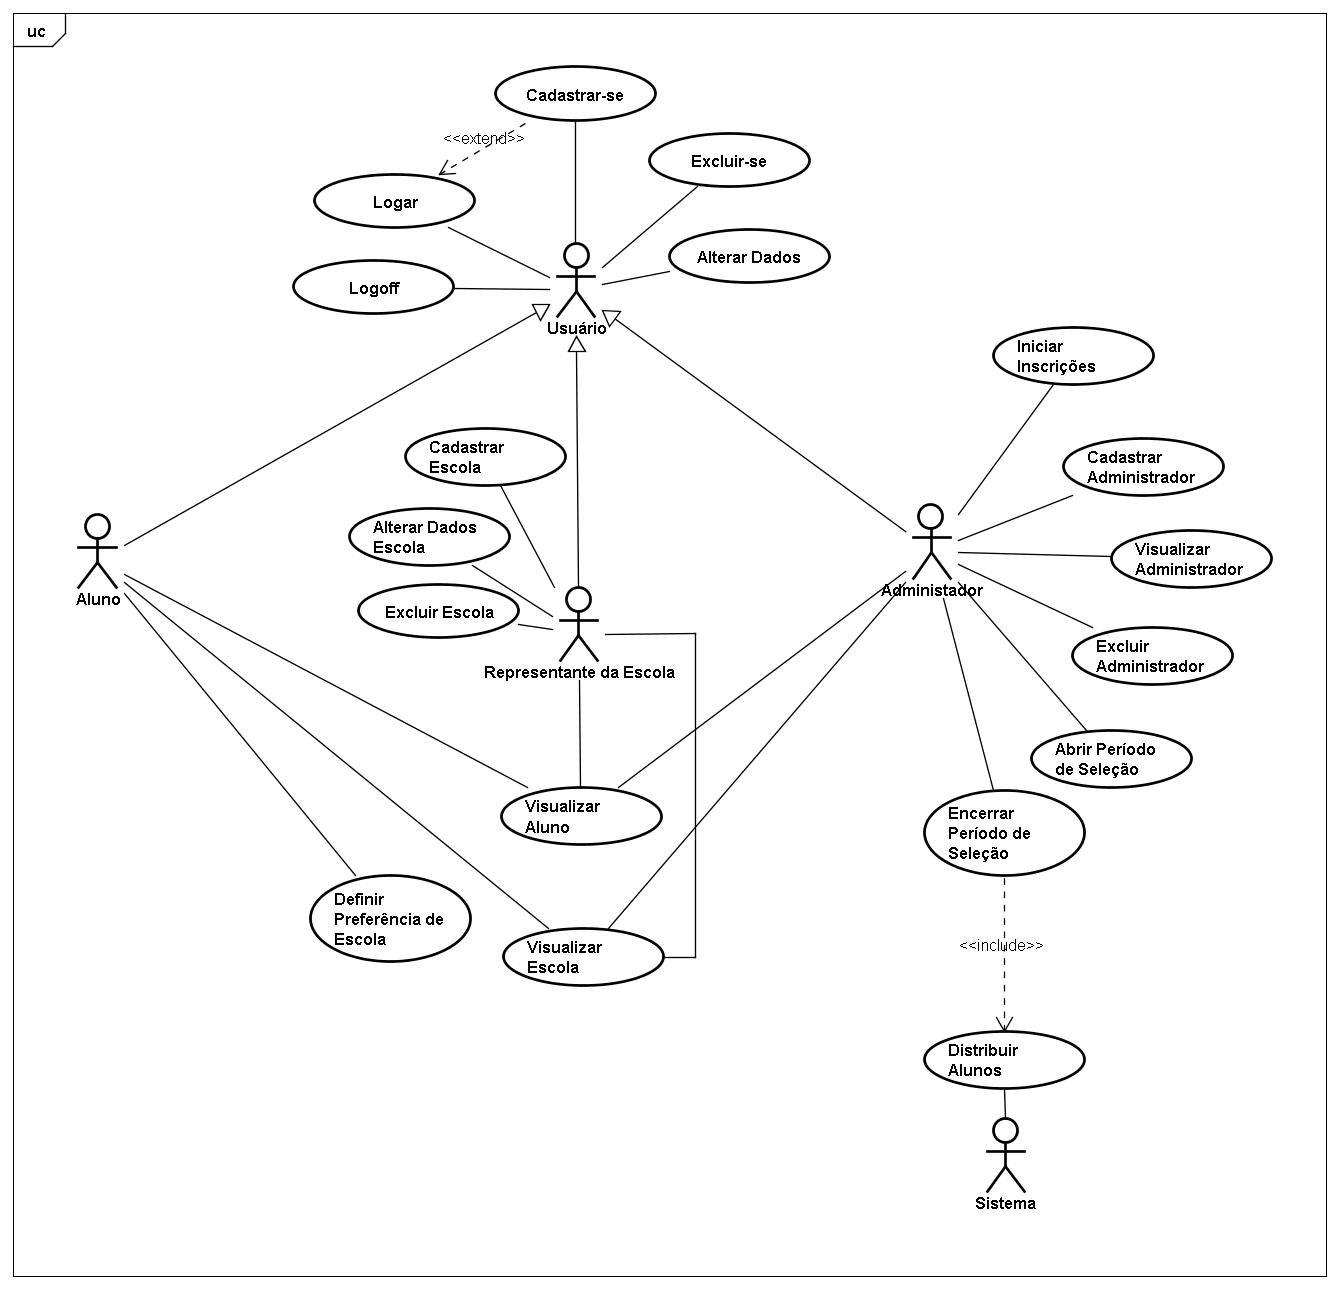 uc
Cadastrar-se
<<extend>>
Excluir-se
Logar
Alterar Dados
Logoff
Usuário
Iniciar
Inscrições
Cadastrar
Escola
Cadastrar
Administrador
Alterar Dados
Escola
Visualizar
Administrador
Aluno
Administador
Excluir Escola
Representante da Escola
Excluir
Administrador
Abrir Período
de Seleção
Visualizar
Aluno
Encerrar
Período de
Seleção
Definir
Preferência de
Escola
Visualizar
Escola
<<include>>
Distribuir
Alunos
Sistema